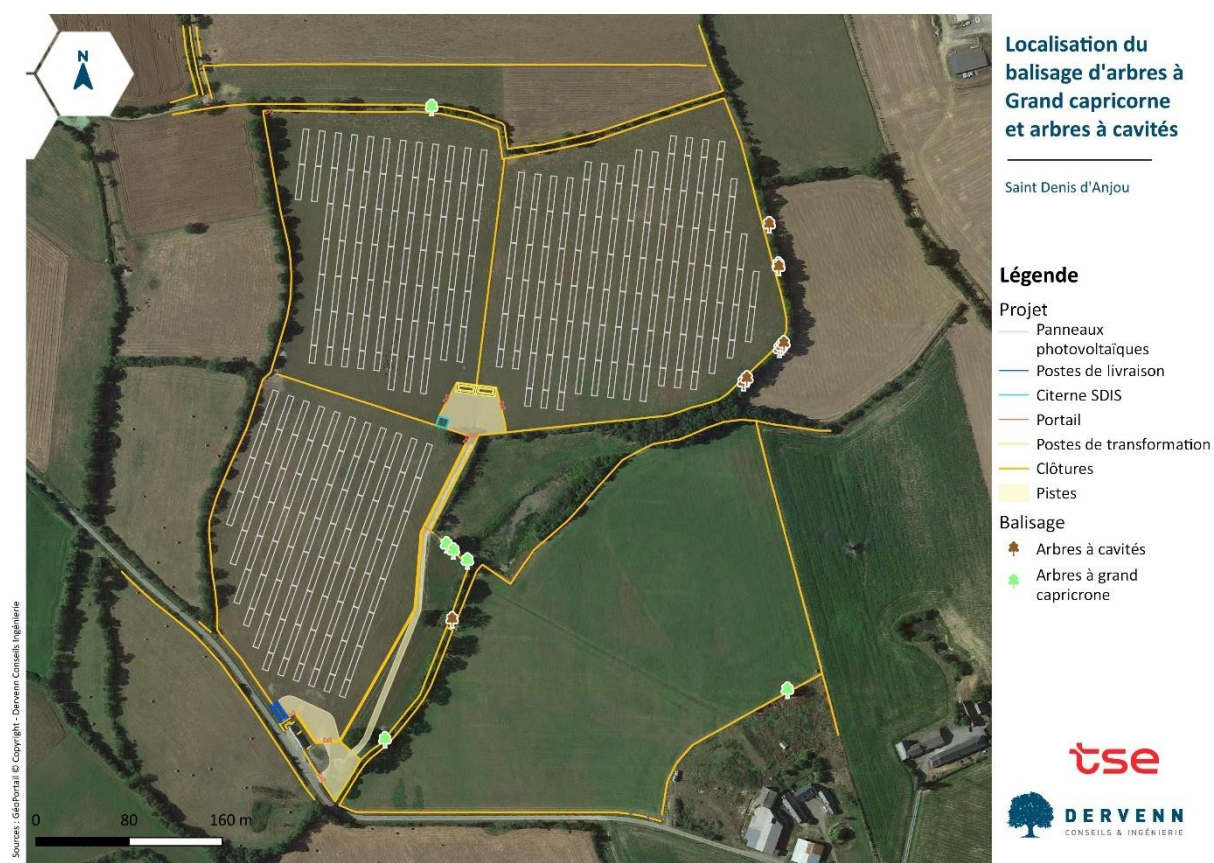 N
Localisation du
balisage d'arbres à
Grand capricorne
et arbres à cavités
Saint Denis d'Anjou
Légende
Projet
Panneaux
photovoltaïques
Postes de livraison
Citerne SDIS
Portail
Postes de transformation
Clôtures
Pistes
Balisage
Arbres à cavités
Arbres à grand
capricrone
Sources : GéoPortail © Copyright - Dervenn Conseils Ingénierie
0 80 160 m
tse
DERVENN
CONSEILS & INGÉNIERIE